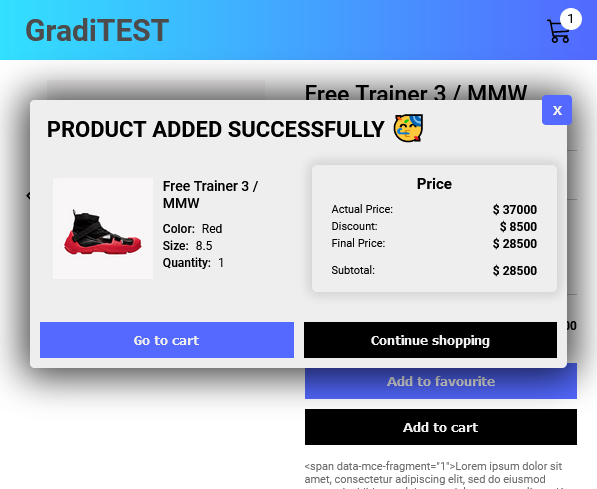 GradiTEST
1
Free Trainer 3 / MMW
X
PRODUCT ADDED SUCCESSFULLY
Free Trainer 3 /
MMW
Color: Red
Size: 8.5
Quantity: 1
Price
Actual Price: $ 37000
Discount: $ 8500
Final Price: $ 28500
Subtotal: $ 28500
00
Go to cart
Continue shopping
Add to favourite
Add to cart
<span data-mce-fragment="1">Lorem ipsum dolor sit
amet, consectetur adipiscing elit, sed do eiusmod